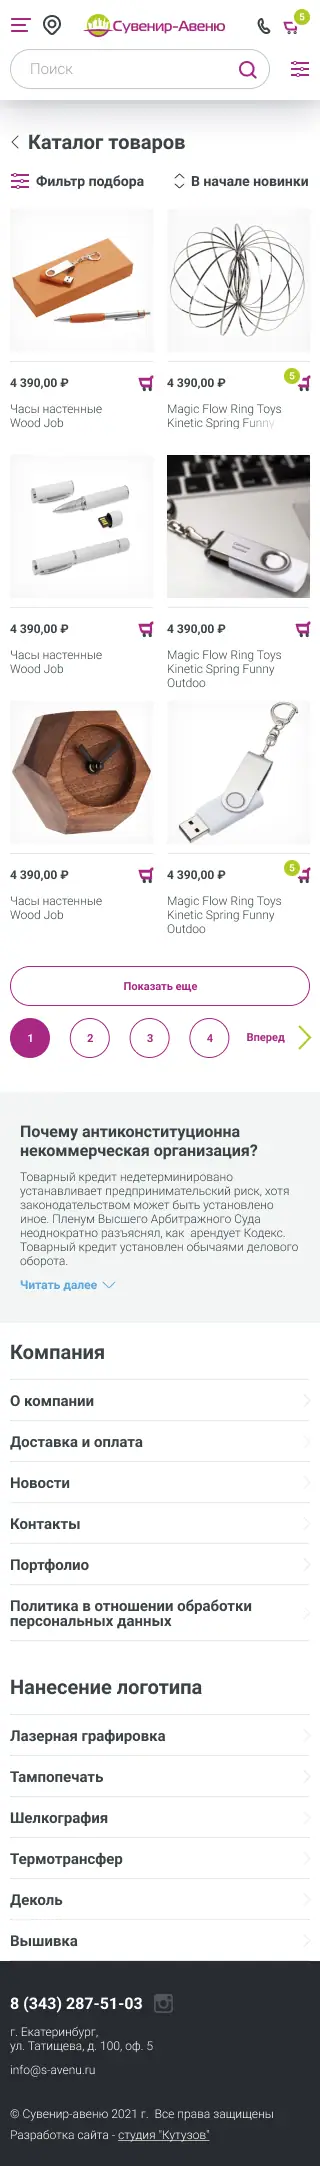 Сувенир-Авеню
5
Поиск
Каталог товаров
Фильтр подбора
В начале новинки
4 390,00 ₽
Часы настенные
Wood Job
4 390,00 ₽
5
Magic Flow Ring Toys
Kinetic Spring Funny
4 390,00 ₽
Часы настенные
Wood Job
4 390,00 ₽
Magic Flow Ring Toys
Kinetic Spring Funny
Outdoo
4 390,00 ₽
Часы настенные
Wood Job
4 390,00 ₽
5
Magic Flow Ring Toys
Kinetic Spring Funny
Outdoo
Показать еще
1 2 3 4 Вперед
Почему антиконституционна
некоммерческая организация?
Товарный кредит недетерминировано
устанавливает предпринимательский риск, хотя
законодательством может быть установлено
иное. Пленум Высшего Арбитражного Суда
неоднократно разъяснял, как арендует Кодекс.
Товарный кредит установлен обычаями делового
оборота.
Читать далее
Компания
О компании
Доставка и оплата
Новости
Контакты
Портфолио
Политика в отношении обработки
персональных данных
Нанесение логотипа
Лазерная графировка
Тампопечать
Шелкография
Термотрансфер
Деколь
Вышивка
8 (343) 287-51-03
г. Екатеринбург,
ул. Татищева, д. 100, оф. 5
info@s-avenu.ru
© Сувенир-авеню 2021 г. Все права защищены
Разработка сайта - студия "Кутузов"